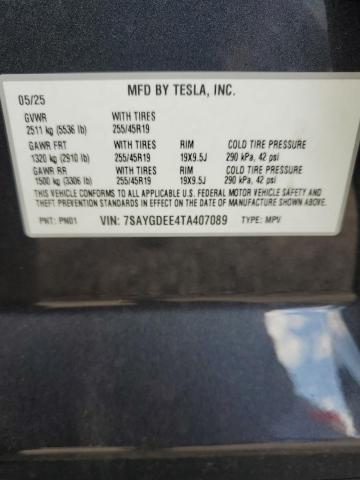 MFD BY TESLA, INC.
05/25
GVWR WITH TIRES
2511 kg (5536 lb) 255/45R19
GAWR FRT WITH TIRES RIM COLD TIRE PRESSURE
1320 kg (2910 lb) 255/45R19 19X9.5J 290 kPa, 42 psi
GAWR RR WITH TIRES RIM COLD TIRE PRESSURE
1500 kg (3306 lb) 255/45R19 19X9.5J 290 kPa, 42 psi
THIS VEHICLE CONFORMS TO ALL APPLICABLE U.S. FEDERAL MOTOR VEHICLE SAFETY AND
THEFT PREVENTION STANDARDS IN EFFECT ON THE DATE OF MANUFACTURE SHOWN ABOVE.
PNT: PN01 VIN: 7SAYGDEE4TA407089 TYPE: MPV